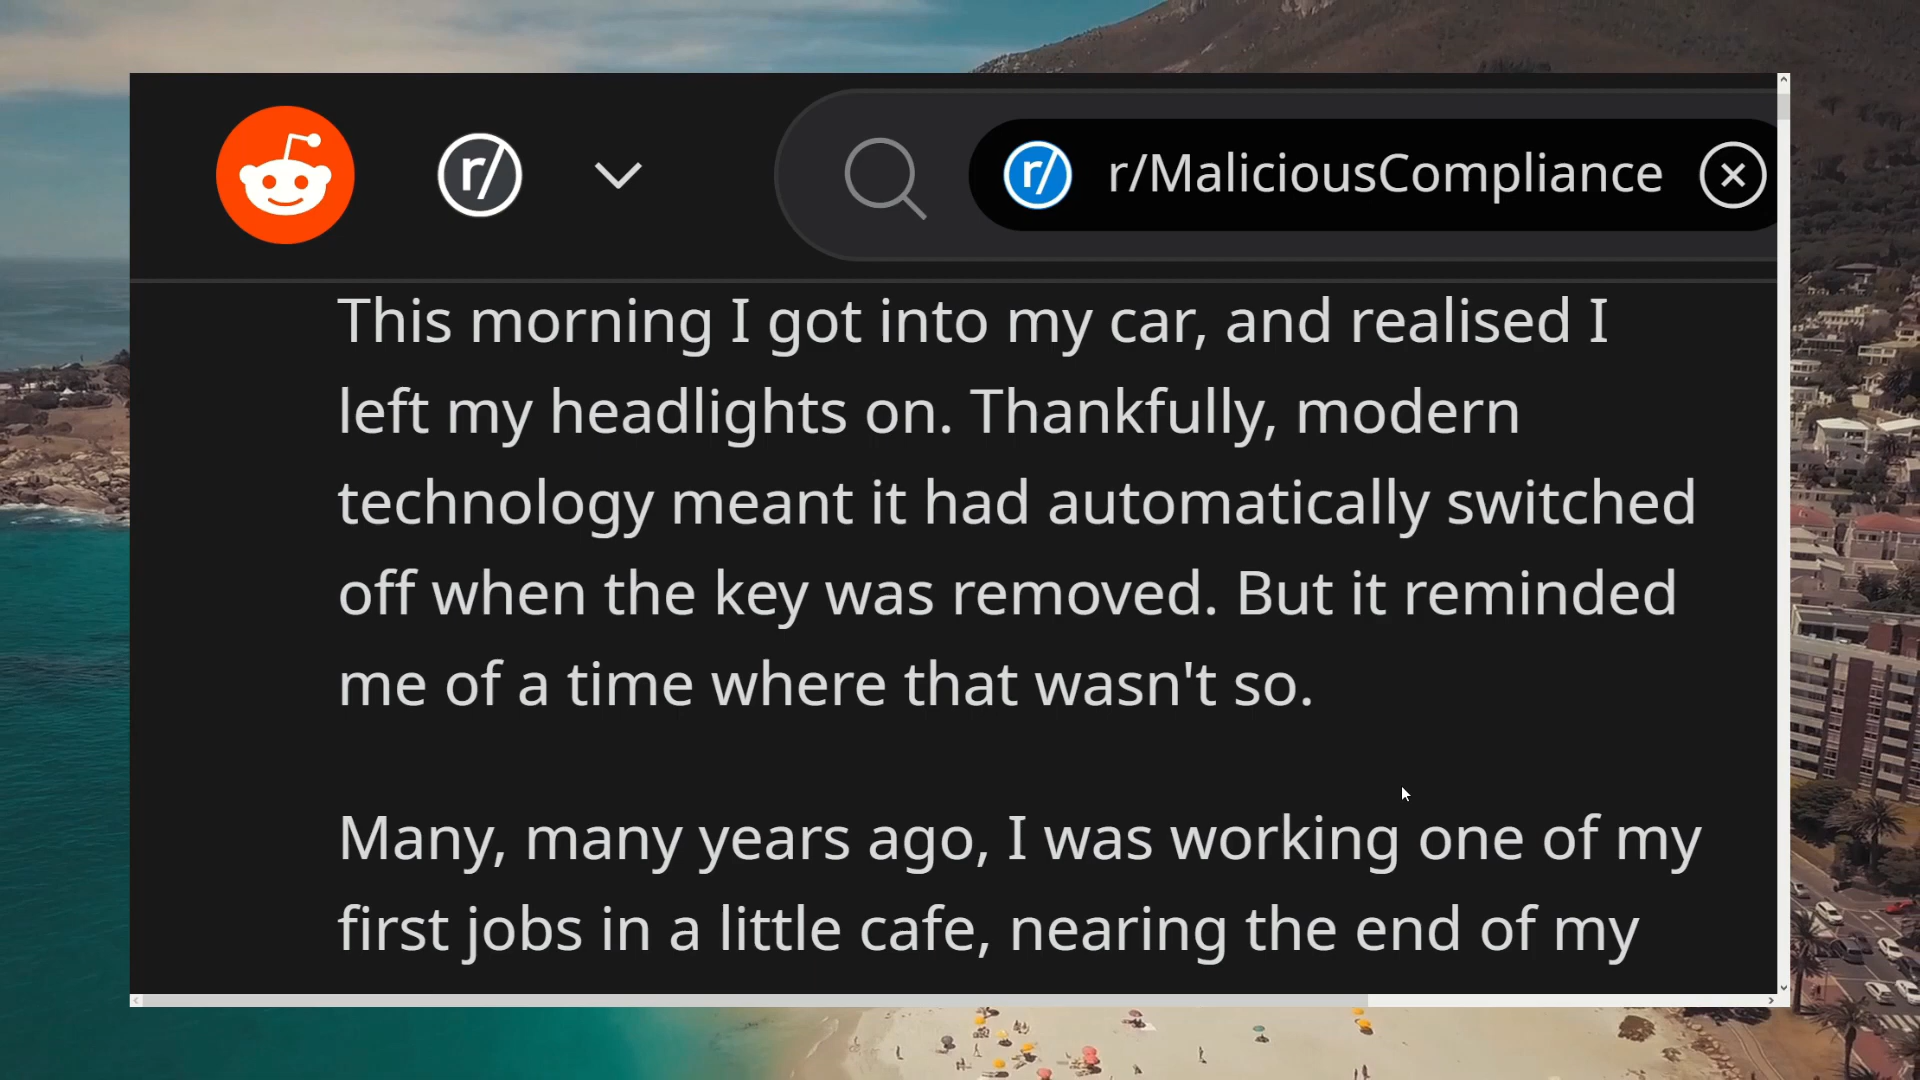 r/
r/
r/MaliciousCompliance
This morning I got into my car, and realised I
left my headlights on. Thankfully, modern
technology meant it had automatically switched
off when the key was removed. But it reminded
me of a time where that wasn't so.
Many, many years ago, I was working one of my
first jobs in a little cafe, nearing the end of my